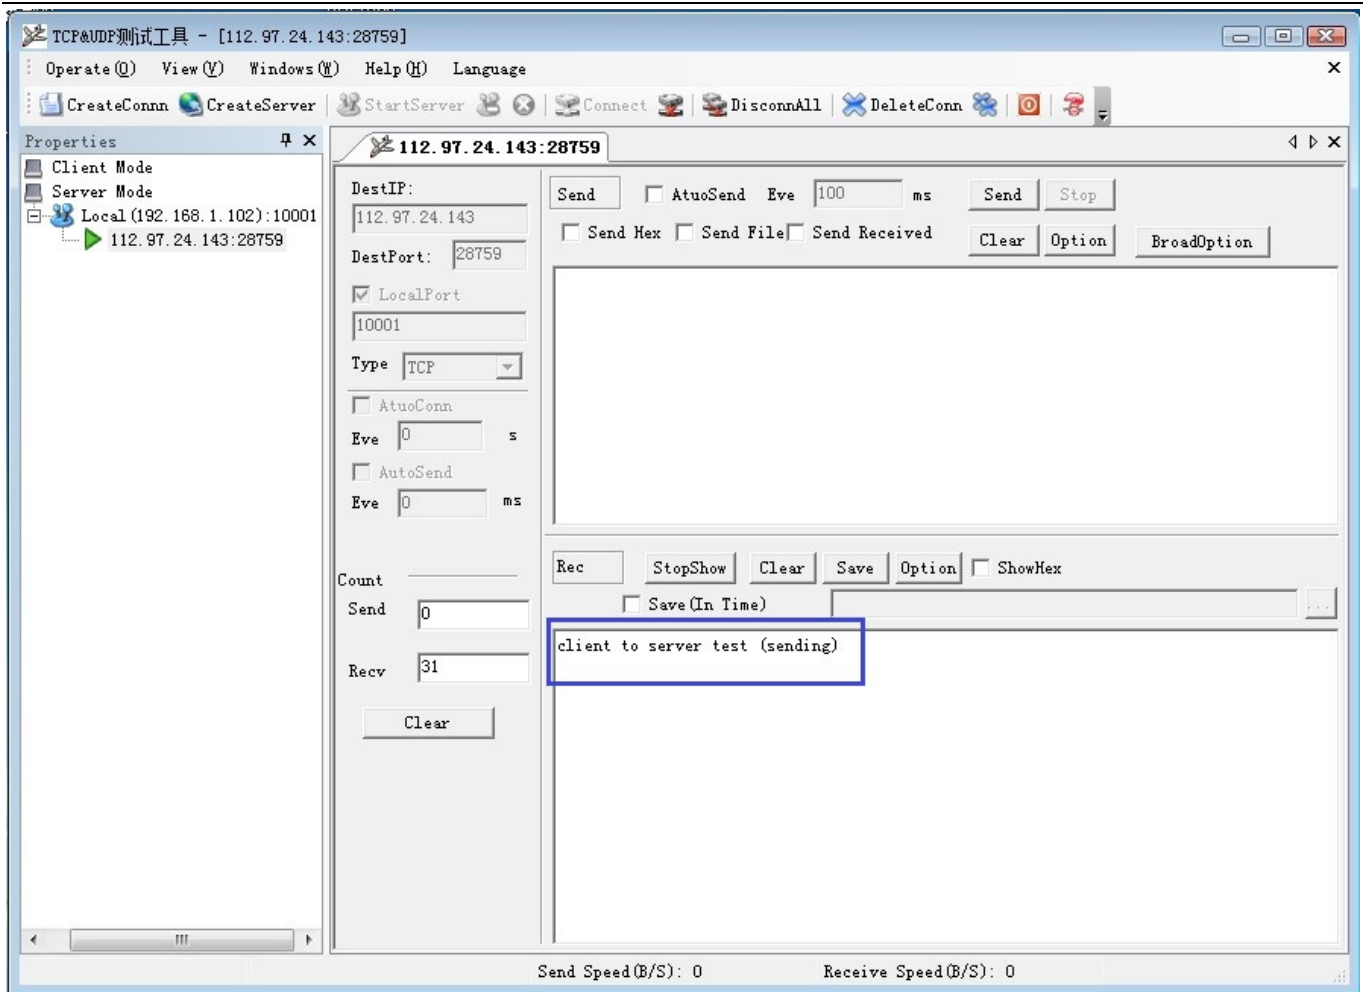 TCP&UDP测试工具 - [112.97.24.143:28759]
Operate(O) View(V) Windows(W) Help(H) Language
CreateConnn CreateServer StartServer Connect DisconnAll DeleteConn
Properties
Client Mode
Server Mode
Local(192.168.1.102):10001
112.97.24.143:28759
112.97.24.143:28759
DestIP:
112.97.24.143
DestPort: 28759
LocalPort
10001
Type TCP
AtuoConn
Eve 0 s
AutoSend
Eve 0 ms
Count
Send 0
Recv 31
Clear
Send AtuoSend Eve 100 ms Send Stop
Send Hex Send File Send Received Clear Option BroadOption
Rec StopShow Clear Save Option ShowHex
Save(In Time) ...
client to server test (sending)
Send Speed(B/S): 0 Receive Speed(B/S): 0